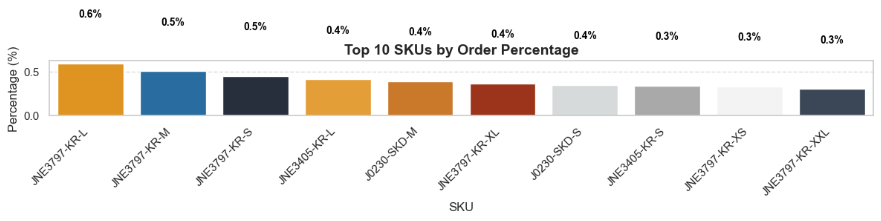 0.6%
0.5%
0.5%
0.4%
0.4%
0.4%
0.4%
0.3%
0.3%
0.3%
Top 10 SKUs by Order Percentage
Percentage (%)
0.5
0.0
JNE3797-KR-L
JNE3797-KR-M
JNE3797-KR-S
JNE3405-KR-L
J0230-SKD-M
JNE3797-KR-XL
J0230-SKD-S
JNE3405-KR-S
JNE3797-KR-XS
JNE3797-KR-XXL
SKU